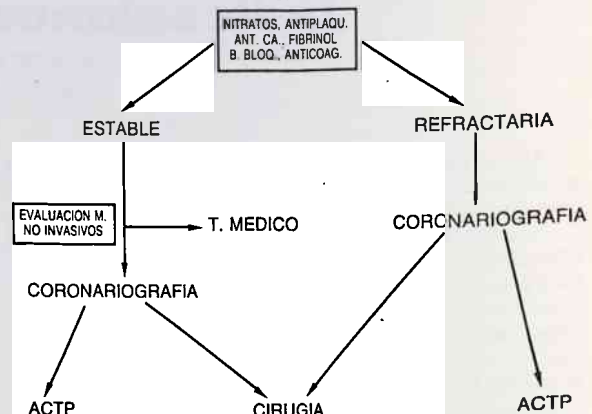 NITRATOS, ANTIPLAQU.
ANT. CA., FIBRINOL
B. BLOQ., ANTICOAG.
ESTABLE
REFRACTARIA
EVALUACION M.
NO INVASIVOS
T. MEDICO
CORONARIOGRAFIA
CORONARIOGRAFIA
ACTP
CIRUGIA
ACTP